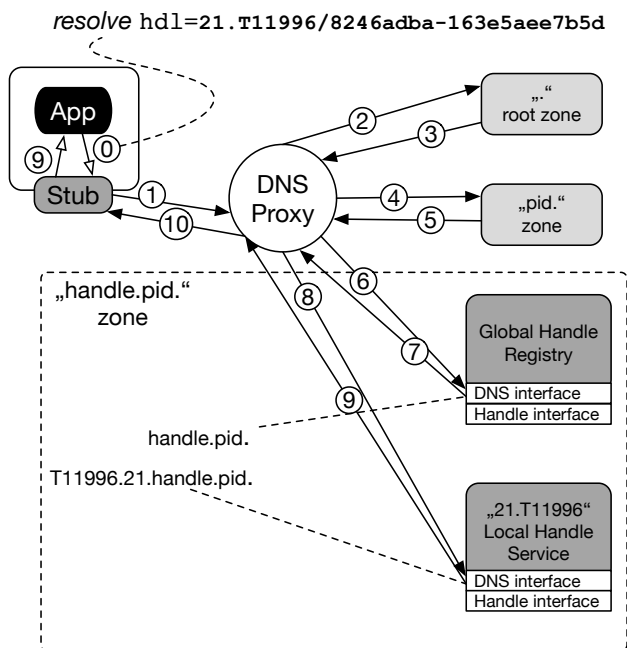 resolve hdl=21.T11996/8246adba-163e5aee7b5d
App
9
0
Stub
1
10
DNS
Proxy
2
3
„.“
root zone
4
5
„pid.“
zone
„handle.pid.“
zone
6
8
7
9
Global Handle
Registry
DNS interface
Handle interface
handle.pid.
T11996.21.handle.pid.
„21.T11996“
Local Handle
Service
DNS interface
Handle interface